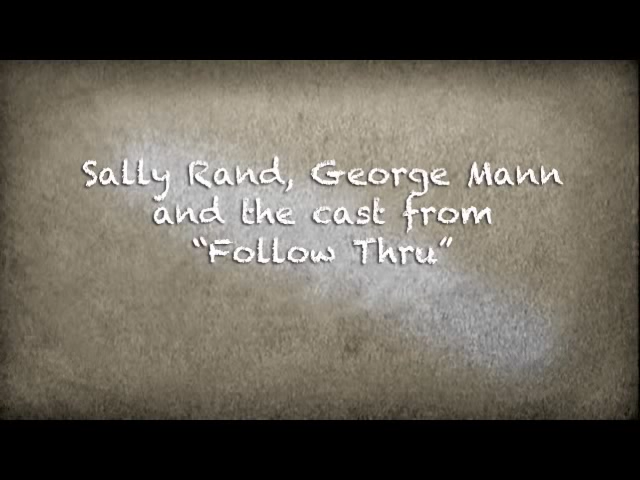 Sally Rand, George Mann
and the cast from
"Follow Thru"